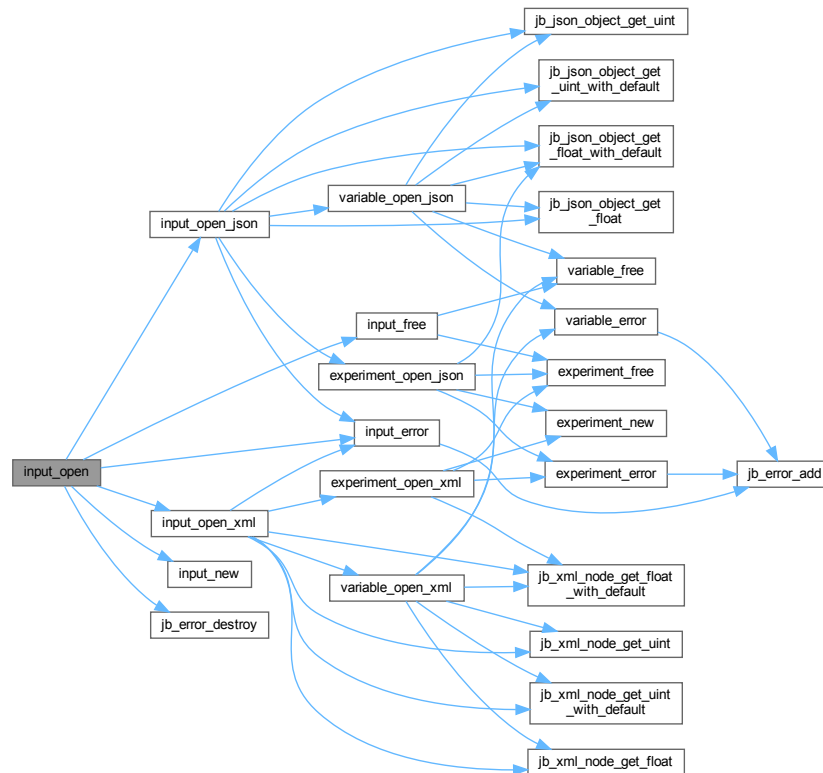 jb_json_object_get_uint
jb_json_object_get
_uint_with_default
jb_json_object_get
_float_with_default
variable_open_json
jb_json_object_get
_float
input_open_json
variable_free
input_free
variable_error
experiment_open_json
experiment_free
experiment_new
input_error
input_open
experiment_open_xml
experiment_error
jb_error_add
input_open_xml
input_new
variable_open_xml
jb_xml_node_get_float
_with_default
jb_error_destroy
jb_xml_node_get_uint
jb_xml_node_get_uint
_with_default
jb_xml_node_get_float